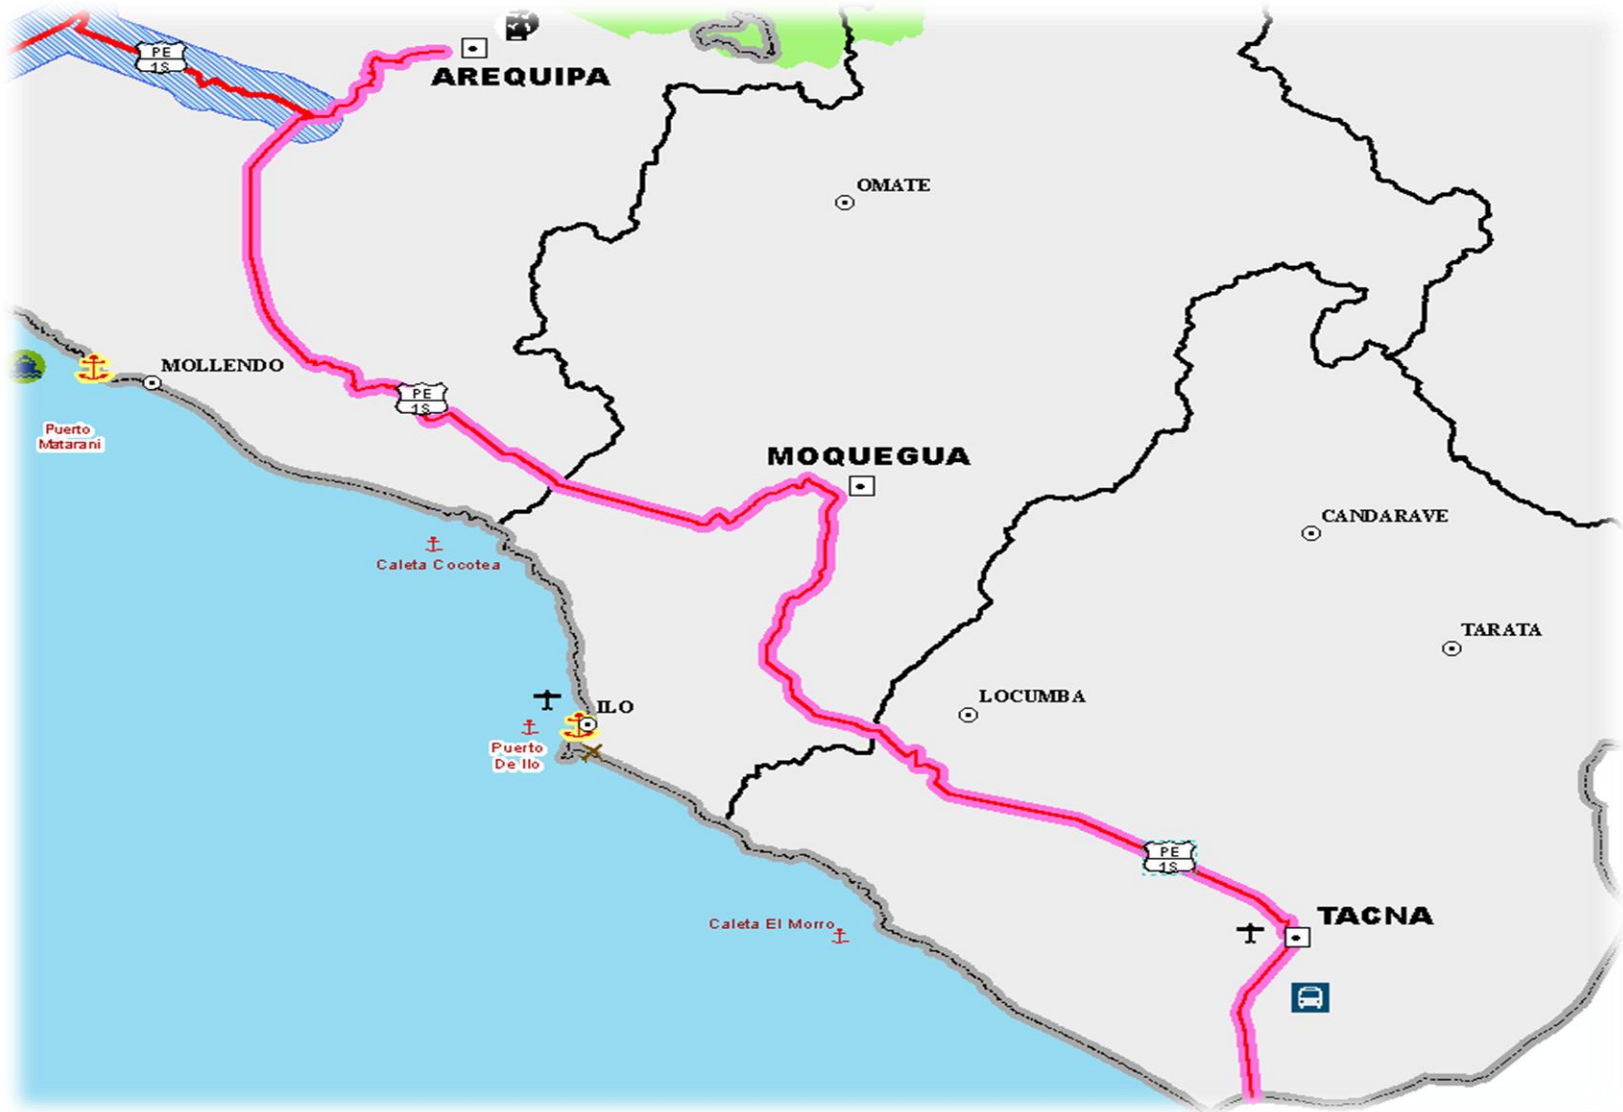 PE
1S
AREQUIPA
OMATE
MOLLENDO
PE
1S
Puerto
Matarani
MOQUEGUA
CANDARAVE
Caleta Cocotea
TARATA
LOCUMBA
ILO
Puerto
De Ilo
PE
1S
TACNA
Caleta El Morro